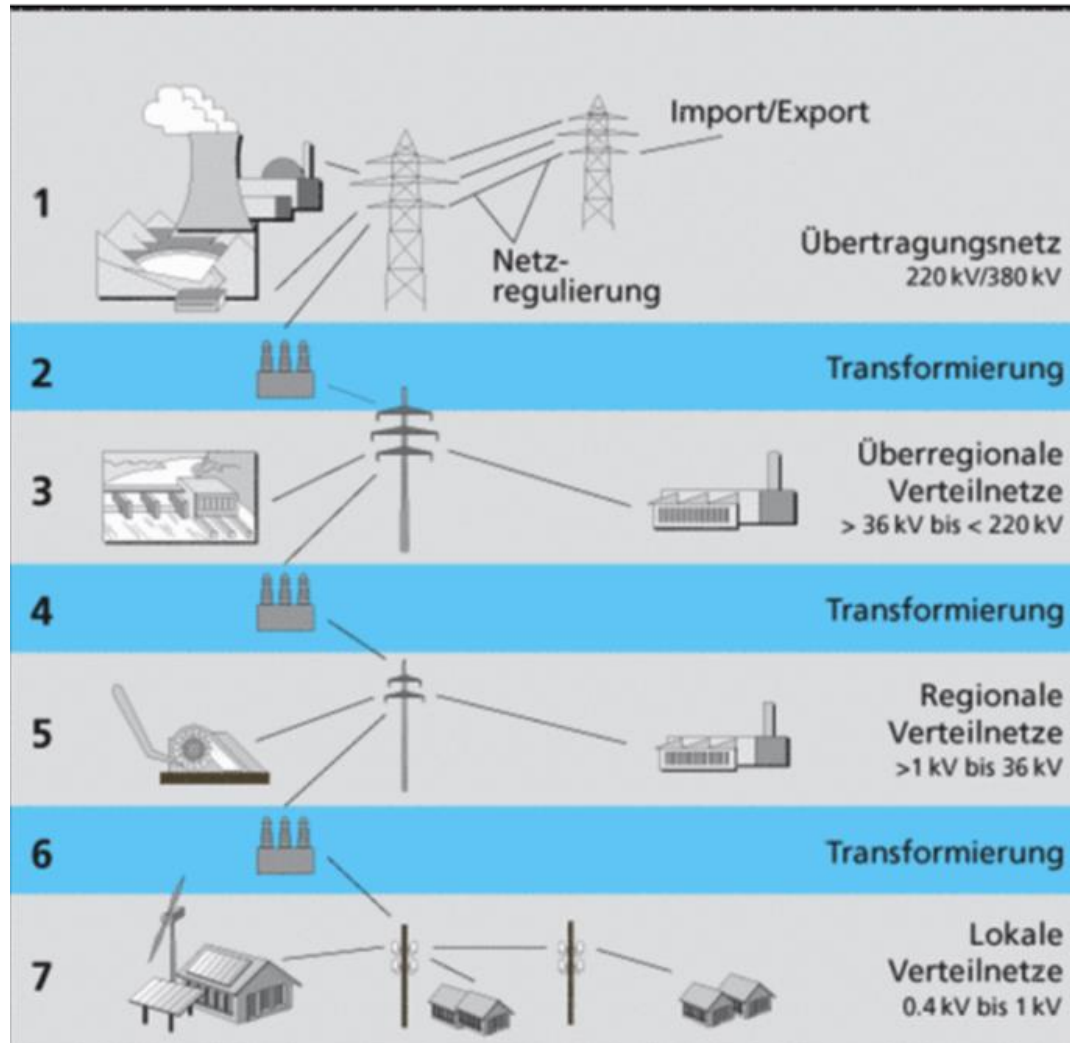 Import/Export
1
Netz-
regulierung
Übertragungsnetz
220 kV/380 kV
2
Transformierung
3
Überregionale
Verteilnetze
> 36 kV bis < 220 kV
4
Transformierung
5
Regionale
Verteilnetze
>1 kV bis 36 kV
6
Transformierung
7
Lokale
Verteilnetze
0.4 kV bis 1 kV